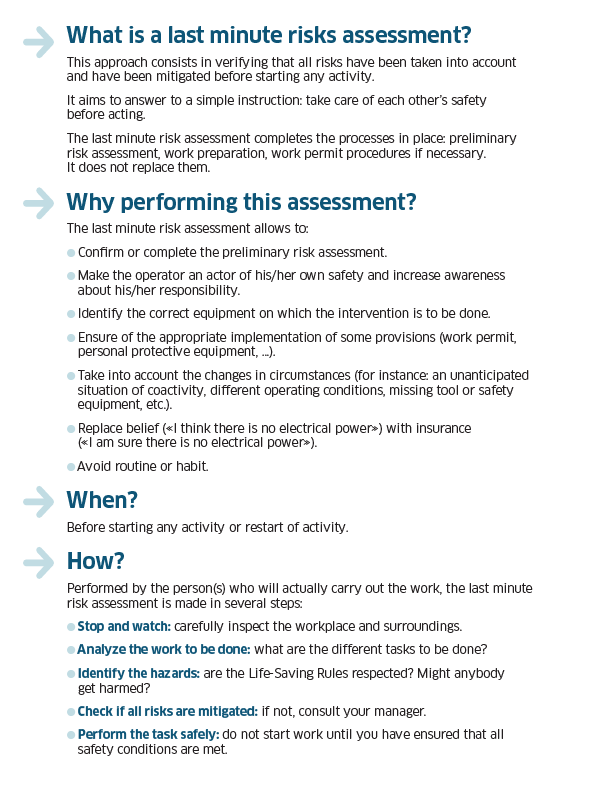 What is a last minute risks assessment?
This approach consists in verifying that all risks have been taken into account
and have been mitigated before starting any activity.
It aims to answer to a simple instruction: take care of each other's safety
before acting.
The last minute risk assessment completes the processes in place: preliminary
risk assessment, work preparation, work permit procedures if necessary.
It does not replace them.
Why performing this assessment?
The last minute risk assessment allows to:
Confirm or complete the preliminary risk assessment.
Make the operator an actor of his/her own safety and increase awareness
about his/her responsibility.
Identify the correct equipment on which the intervention is to be done.
Ensure of the appropriate implementation of some provisions (work permit,
personal protective equipment, ...).
Take into account the changes in circumstances (for instance: an unanticipated
situation of coactivity, different operating conditions, missing tool or safety
equipment, etc.).
Replace belief («I think there is no electrical power») with insurance
(«I am sure there is no electrical power»).
Avoid routine or habit.
When?
Before starting any activity or restart of activity.
How?
Performed by the person(s) who will actually carry out the work, the last minute
risk assessment is made in several steps:
Stop and watch: carefully inspect the workplace and surroundings.
Analyze the work to be done: what are the different tasks to be done?
Identify the hazards: are the Life-Saving Rules respected? Might anybody
get harmed?
Check if all risks are mitigated: if not, consult your manager.
Perform the task safely: do not start work until you have ensured that all
safety conditions are met.